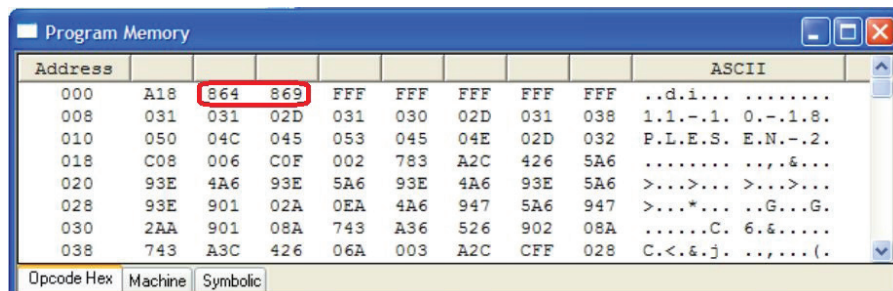 Program Memory
Address ASCII
000 A18 864 869 FFF FFF FFF FFF FFF ..d.i... ........
008 031 031 02D 031 030 02D 031 038 1.1.-.1. 0.-.1.8.
010 050 04C 045 053 045 04E 02D 032 P.L.E.S. E.N.-.2.
018 C08 006 C0F 002 783 A2C 426 5A6 ........ ..,.&...
020 93E 4A6 93E 5A6 93E 4A6 93E 5A6 >...>... >...>...
028 93E 901 02A 0EA 4A6 947 5A6 947 >...*... ..G...G.
030 2AA 901 08A 743 A36 526 902 08A ......C. 6.&.....
038 743 A3C 426 06A 003 A2C CFF 028 C.<.&.j. ..,...(.
Opcode Hex Machine Symbolic